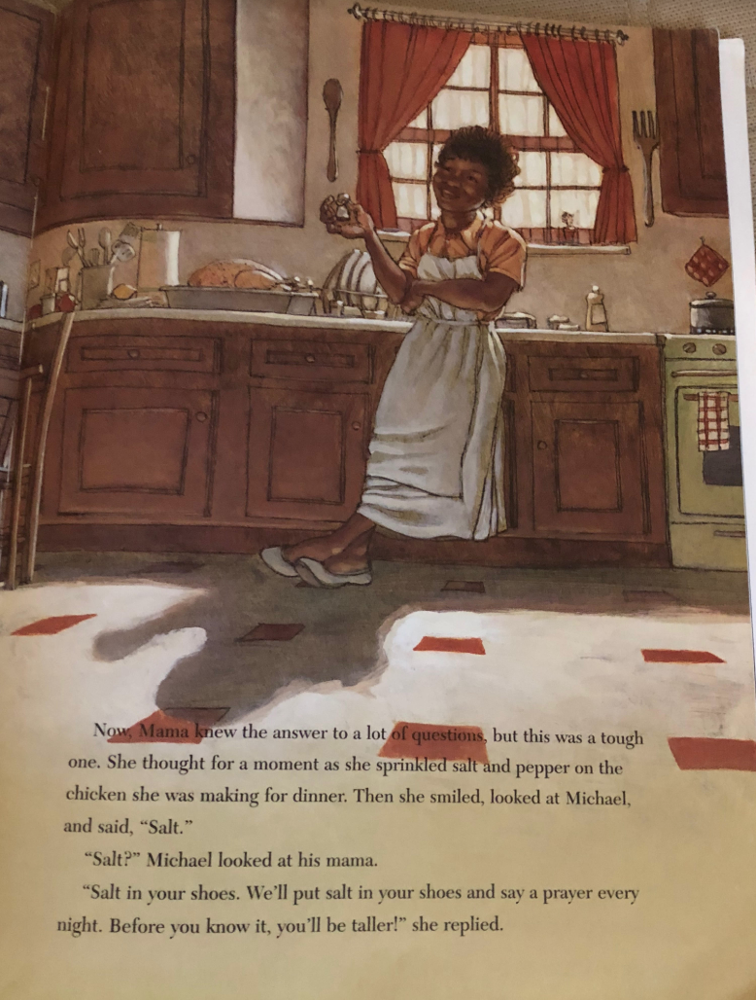 Now, Mama knew the answer to a lot of questions, but this was a tough
one. She thought for a moment as she sprinkled salt and pepper on the
chicken she was making for dinner. Then she smiled, looked at Michael,
and said, “Salt.”
“Salt?” Michael looked at his mama.
“Salt in your shoes. We’ll put salt in your shoes and say a prayer every
night. Before you know it, you’ll be taller!” she replied.